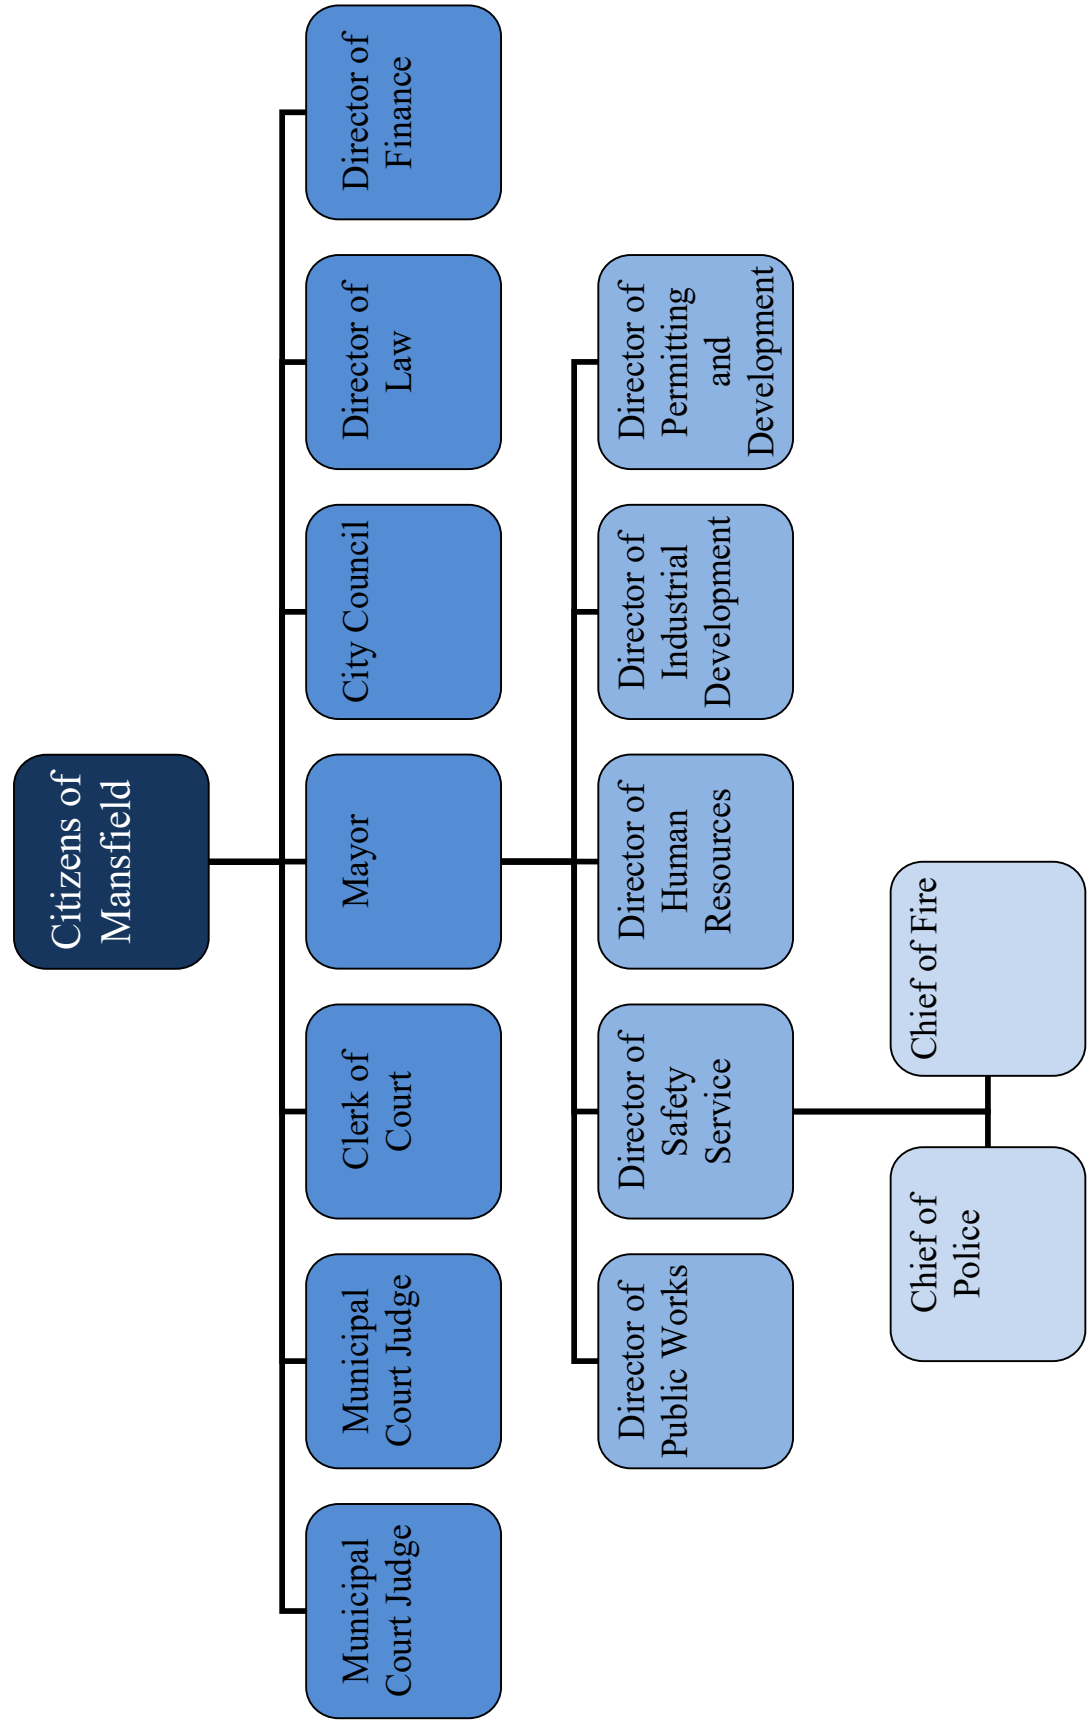 Citizens of
Mansfield
Municipal
Court Judge
Municipal
Court Judge
Clerk of
Court
Mayor
City Council
Director of
Law
Director of
Finance
Director of
Public Works
Director of
Safety
Service
Director of
Human
Resources
Director of
Industrial
Development
Director of
Permitting
and
Development
Chief of
Police
Chief of Fire